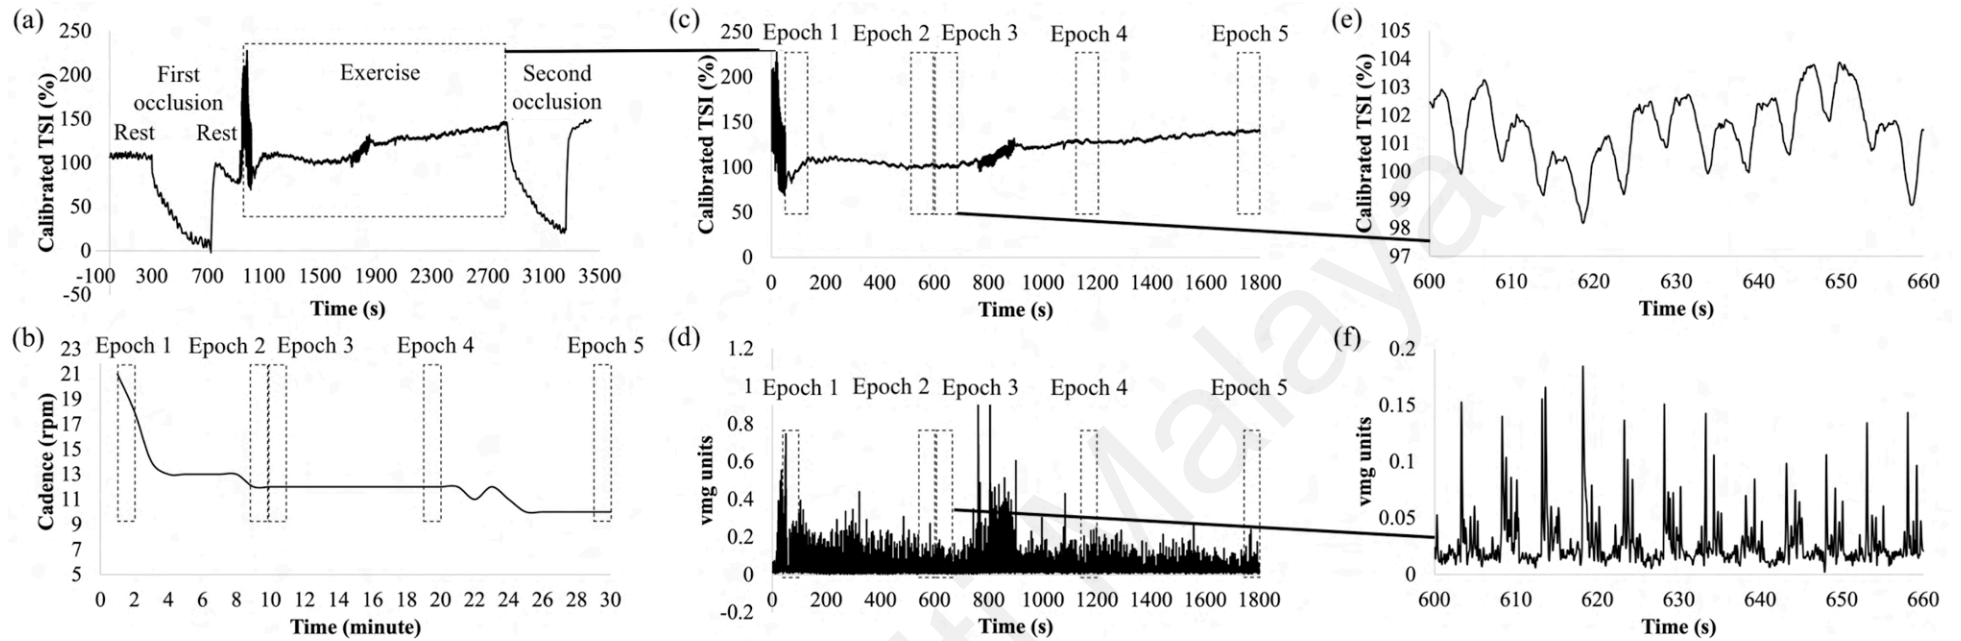 (a)
250
200
150
100
50
0
-50
Calibrated TSI (%)
First
occlusion
Rest
Rest
Exercise
Second
occlusion
-100 300 700 1100 1500 1900 2300 2700 3100 3500
Time (s)
(b)
Epoch 1 Epoch 2 Epoch 3 Epoch 4 Epoch 5
23
21
19
17
15
13
11
9
7
5
Cadence (rpm)
0 2 4 6 8 10 12 14 16 18 20 22 24 26 28 30
Time (minute)
(c)
Epoch 1 Epoch 2 Epoch 3 Epoch 4 Epoch 5
250
200
150
100
50
0
Calibrated TSI (%)
0 200 400 600 800 1000 1200 1400 1600 1800
Time (s)
(d)
1.2
1
0.8
0.6
0.4
0.2
0
-0.2
Epoch 1 Epoch 2 Epoch 3 Epoch 4 Epoch 5
vmg units
0 200 400 600 800 1000 1200 1400 1600 1800
Time (s)
(e)
105
104
103
102
101
100
99
98
97
Calibrated TSI (%)
600 610 620 630 640 650 660
Time (s)
(f)
0.2
0.15
0.1
0.05
0
vmg units
600 610 620 630 640 650 660
Time (s)
Malaya